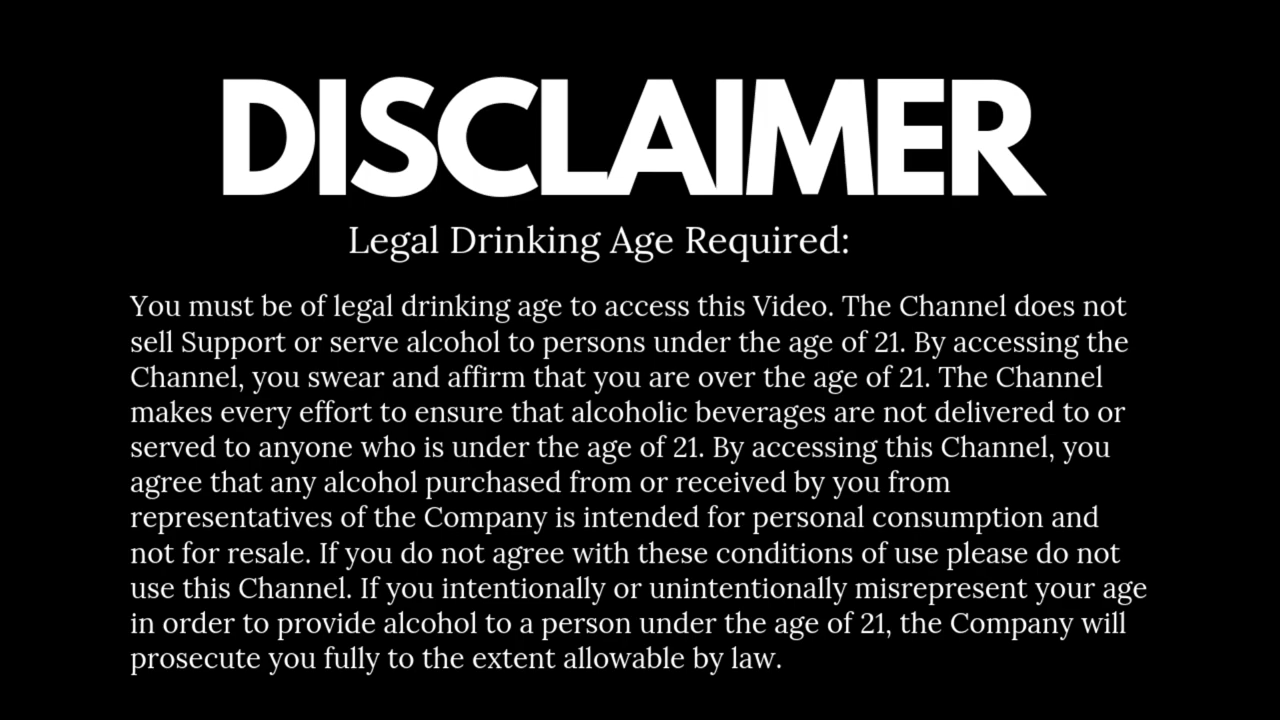 DISCLAIMER
Legal Drinking Age Required:
You must be of legal drinking age to access this Video. The Channel does not
sell Support or serve alcohol to persons under the age of 21. By accessing the
Channel, you swear and affirm that you are over the age of 21. The Channel
makes every effort to ensure that alcoholic beverages are not delivered to or
served to anyone who is under the age of 21. By accessing this Channel, you
agree that any alcohol purchased from or received by you from
representatives of the Company is intended for personal consumption and
not for resale. If you do not agree with these conditions of use please do not
use this Channel. If you intentionally or unintentionally misrepresent your age
in order to provide alcohol to a person under the age of 21, the Company will
prosecute you fully to the extent allowable by law.